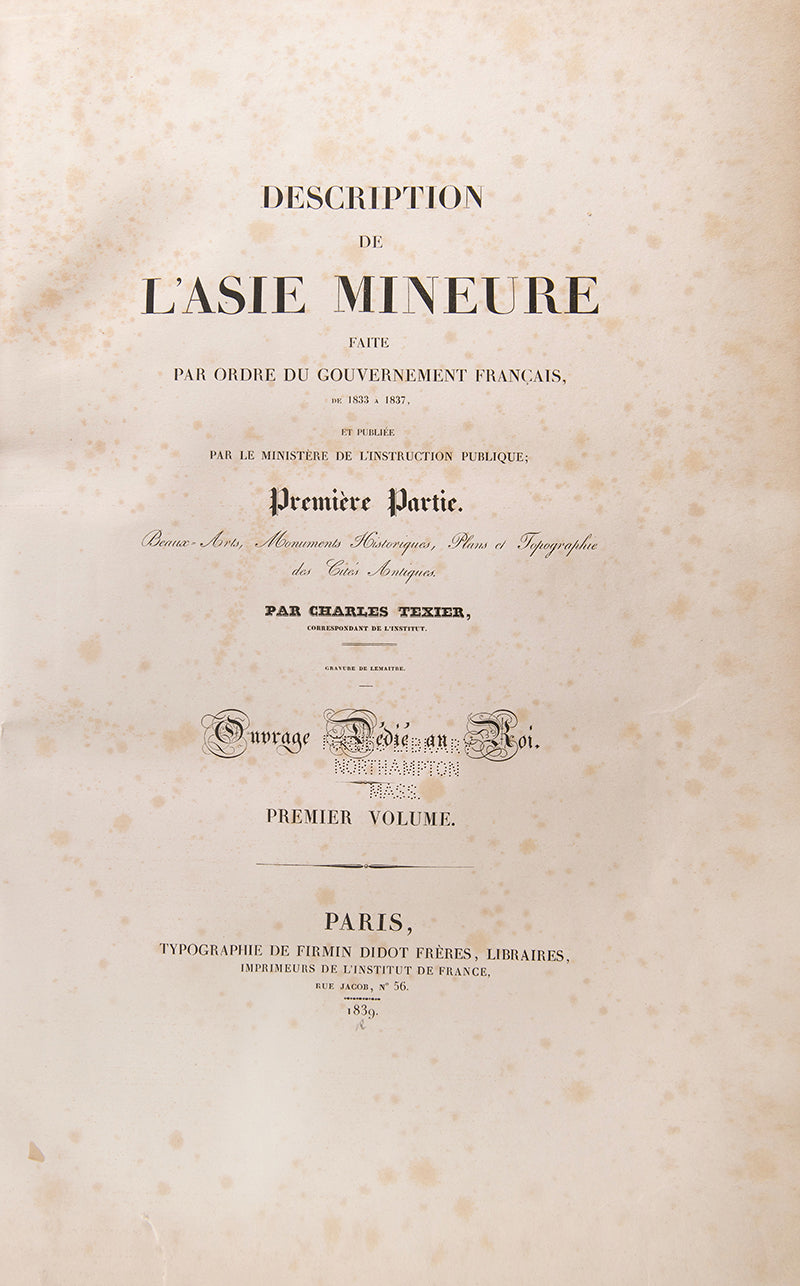 DESCRIPTION
DE
L'ASIE MINEURE
FAITE
PAR ORDRE DU GOUVERNEMENT FRANÇAIS,
DE 1833 A 1837,
ET PUBLIÉE
PAR LE MINISTÈRE DE L'INSTRUCTION PUBLIQUE;
Première Partie.
Beaux-Arts, Monuments Historiques, Plans et Topographie
des Cités Antiques.
PAR CHARLES TEXIER,
CORRESPONDANT DE L'INSTITUT.
GRAVURE DE LEMAITRE.
Ouvrage Dédié au Roi.
NORTHAMPTON
MASS.
PREMIER VOLUME.
PARIS,
TYPOGRAPHIE DE FIRMIN DIDOT FRÈRES, LIBRAIRES,
IMPRIMEURS DE L'INSTITUT DE FRANCE,
RUE JACOB, N° 56.
1839.